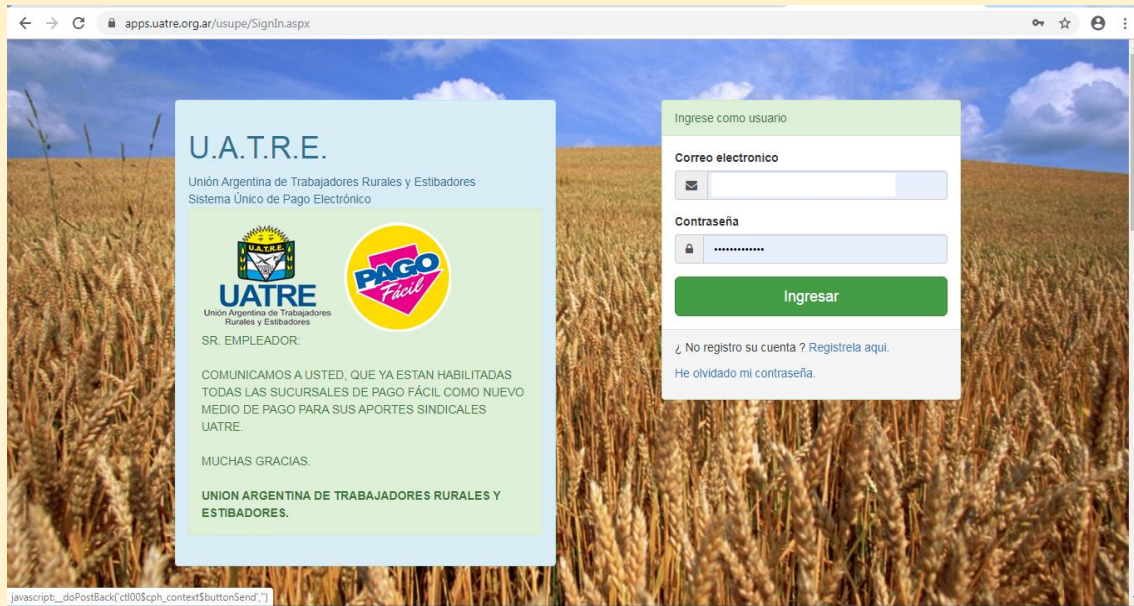 apps.uatre.org.ar/usupe/SignIn.aspx
U.A.T.R.E.
Unión Argentina de Trabajadores Rurales y Estibadores
Sistema Único de Pago Electrónico
U.A.T.R.E.
UATRE
Unión Argentina de Trabajadores
Rurales y Estibadores
PAGO
Fácil
SR. EMPLEADOR:
COMUNICAMOS A USTED, QUE YA ESTAN HABILITADAS
TODAS LAS SUCURSALES DE PAGO FÁCIL COMO NUEVO
MEDIO DE PAGO PARA SUS APORTES SINDICALES
UATRE.
MUCHAS GRACIAS.
UNION ARGENTINA DE TRABAJADORES RURALES Y
ESTIBADORES.
Ingrese como usuario
Correo electronico
Contraseña
Ingresar
¿ No registro su cuenta ? Registrela aqui.
He olvidado mi contraseña.
javascript:__doPostBack('ctl00$cph_context$buttonSend','')